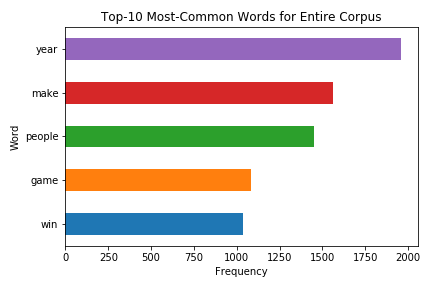 Top-10 Most-Common Words for Entire Corpus
year
make
people
game
win
Word
0 250 500 750 1000 1250 1500 1750 2000
Frequency